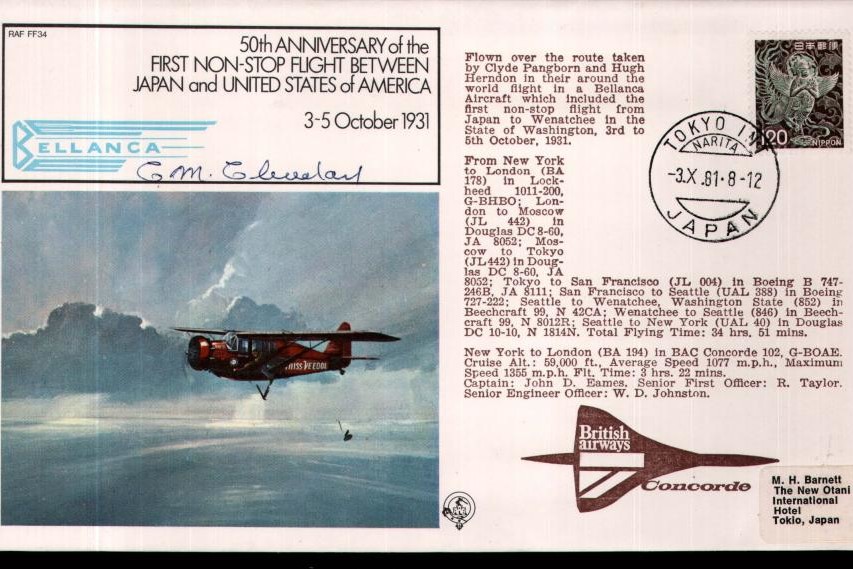 RAF FF34
50th ANNIVERSARY of the
FIRST NON-STOP FLIGHT BETWEEN
JAPAN and UNITED STATES of AMERICA
3-5 October 1931
BELLANCA
MISS VEEDOL
Flown over the route taken
by Clyde Pangborn and Hugh
Herndon in their around the
world flight in a Bellanca
Aircraft which included the
first non-stop flight from
Japan to Wenatchee in the
State of Washington, 3rd to
5th October, 1931.
From New York
to London (BA
178) in Lock-
heed 1011-200,
G-BHBO; Lon-
don to Moscow
(JL 442) in
Douglas DC 8-60,
JA 8052; Mos-
cow to Tokyo
(JL 442) in Doug-
las DC 8-60, JA
8052; Tokyo to San Francisco (JL 004) in Boeing B 747-
246B, JA 8111; San Francisco to Seattle (UAL 388) in Boeing
727-222; Seattle to Wenatchee, Washington State (852) in
Beechcraft 99, N 42CA; Wenatchee to Seattle (846) in Beech-
craft 99, N 8012R; Seattle to New York (UAL 40) in Douglas
DC 10-10, N 1814N. Total Flying Time: 34 hrs, 51 mins.
New York to London (BA 194) in BAC Concorde 102, G-BOAE.
Cruise Alt.: 59,000 ft., Average Speed 1077 m.p.h., Maximum
Speed 1355 m.p.h. Flt. Time: 3 hrs. 22 mins.
Captain: John D. Eames, Senior First Officer: R. Taylor.
Senior Engineer Officer: W. D. Johnston.
日本郵便
120
NIPPON
TOKYO IN
NARITA
-3.X.81.8-12
JAPAN
British
airways
Concorde
M. H. Barnett
The New Otani
International
Hotel
Tokio, Japan